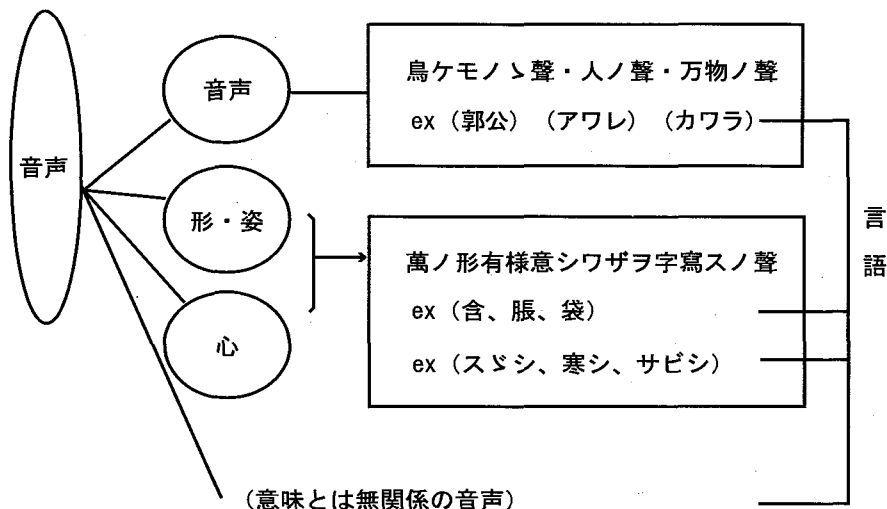 音声
音声
鳥ケモノゝ聲・人ノ聲・万物ノ聲
ex（郭公）（アワレ）（カワラ）
形・姿
心
萬ノ形有様意シワザヲ字寫スノ聲
ex（含、脹、袋）
ex（スゞシ、寒シ、サビシ）
（意味とは無関係の音声）
言語